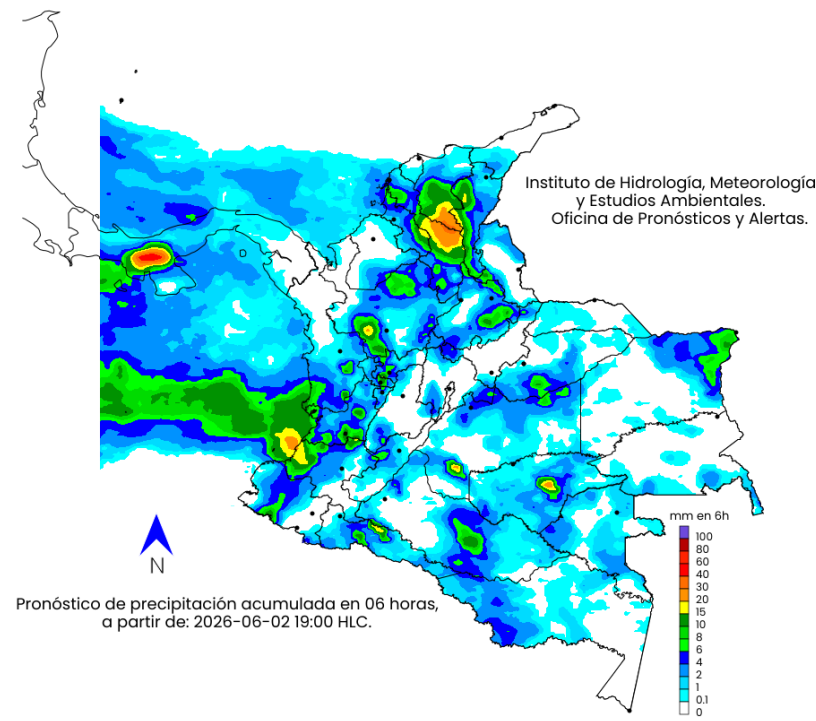 Instituto de Hidrología, Meteorología
y Estudios Ambientales.
Oficina de Pronósticos y Alertas.
mm en 6h
100
80
60
40
30
20
15
10
8
6
4
2
1
0.1
0
N
Pronóstico de precipitación acumulada en 06 horas,
a partir de: 2026-06-02 19:00 HLC.